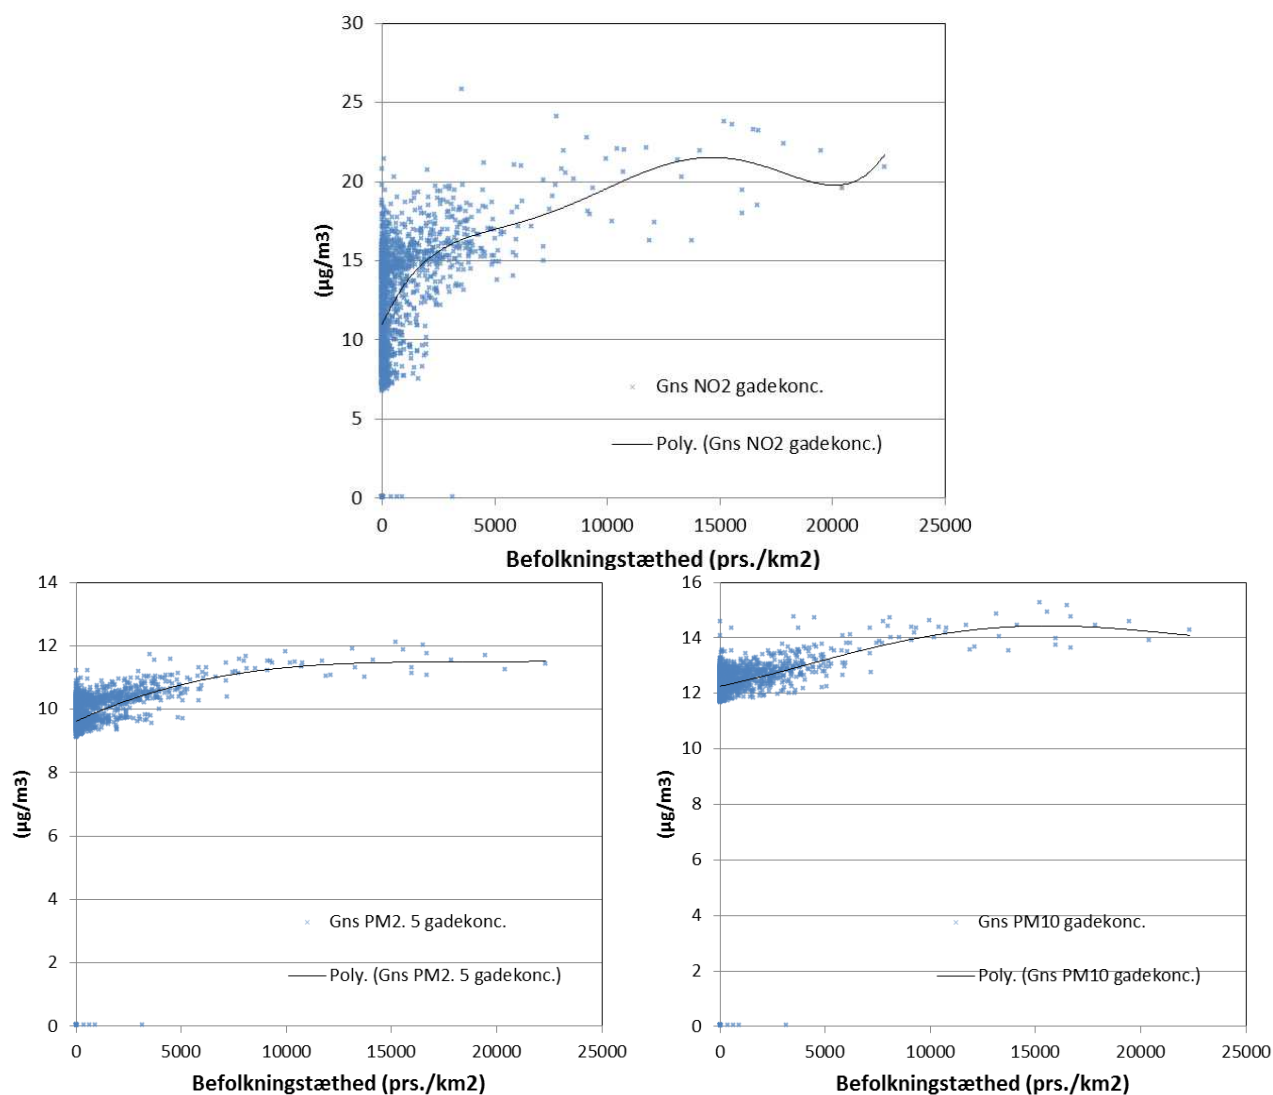 30
25
20
15
10
5
0
(µg/m3)
Gns NO2 gadekonc.
Poly. (Gns NO2 gadekonc.)
0 5000 10000 15000 20000 25000
Befolkningstæthed (prs./km2)
14
12
10
8
6
4
2
0
(µg/m3)
Gns PM2. 5 gadekonc.
Poly. (Gns PM2. 5 gadekonc.)
0 5000 10000 15000 20000 25000
Befolkningstæthed (prs./km2)
16
14
12
10
8
6
4
2
0
(µg/m3)
Gns PM10 gadekonc.
Poly. (Gns PM10 gadekonc.)
0 5000 10000 15000 20000 25000
Befolkningstæthed (prs./km2)